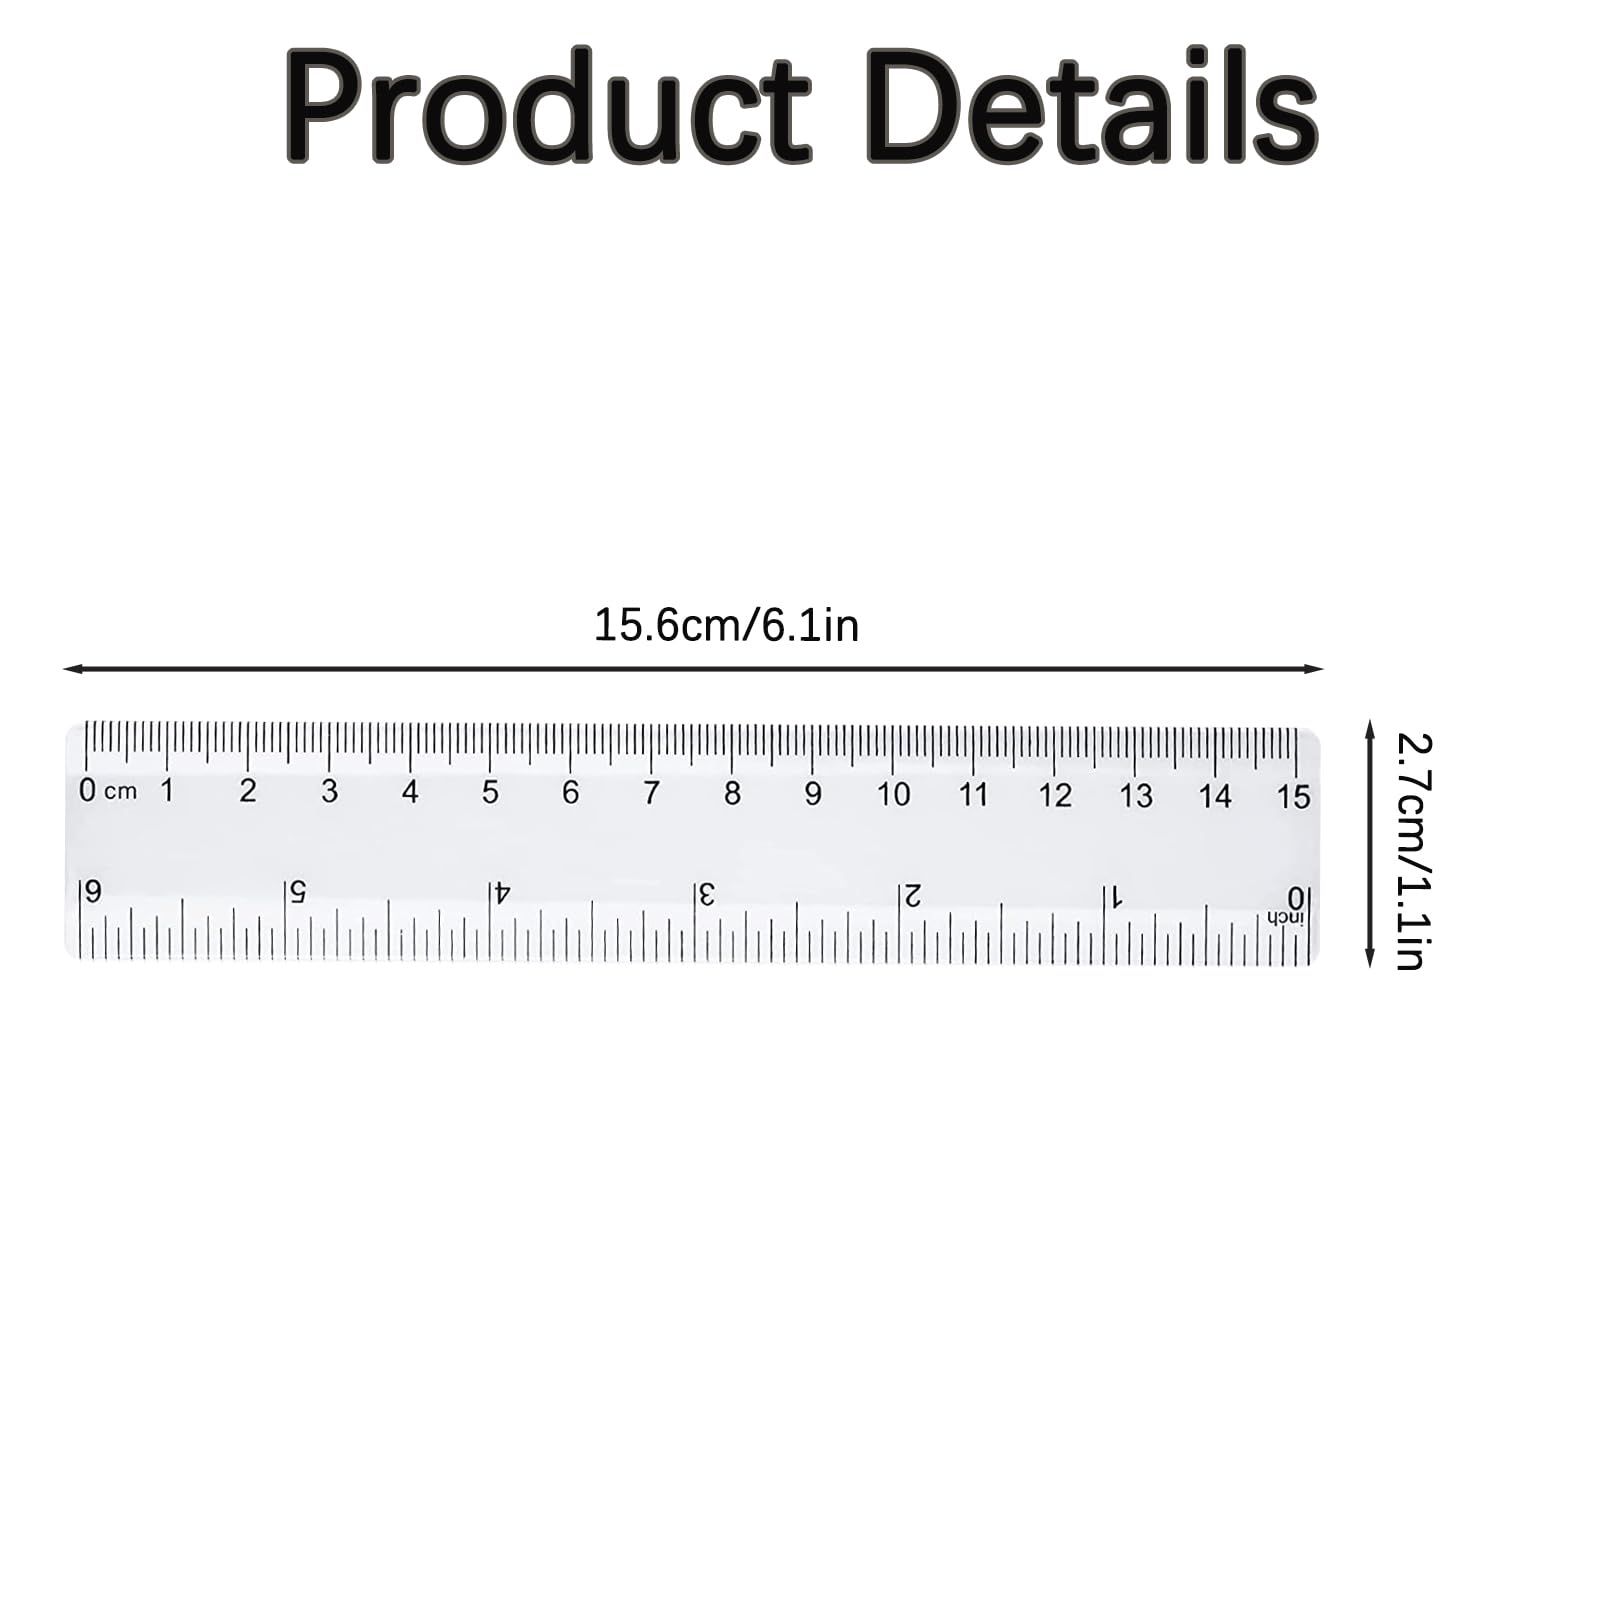 Product Details
15.6cm/6.1in
0 cm 1 2 3 4 5 6 7 8 9 10 11 12 13 14 15
2.7cm/1.1in
6 5 4 3 2 1 0
inch